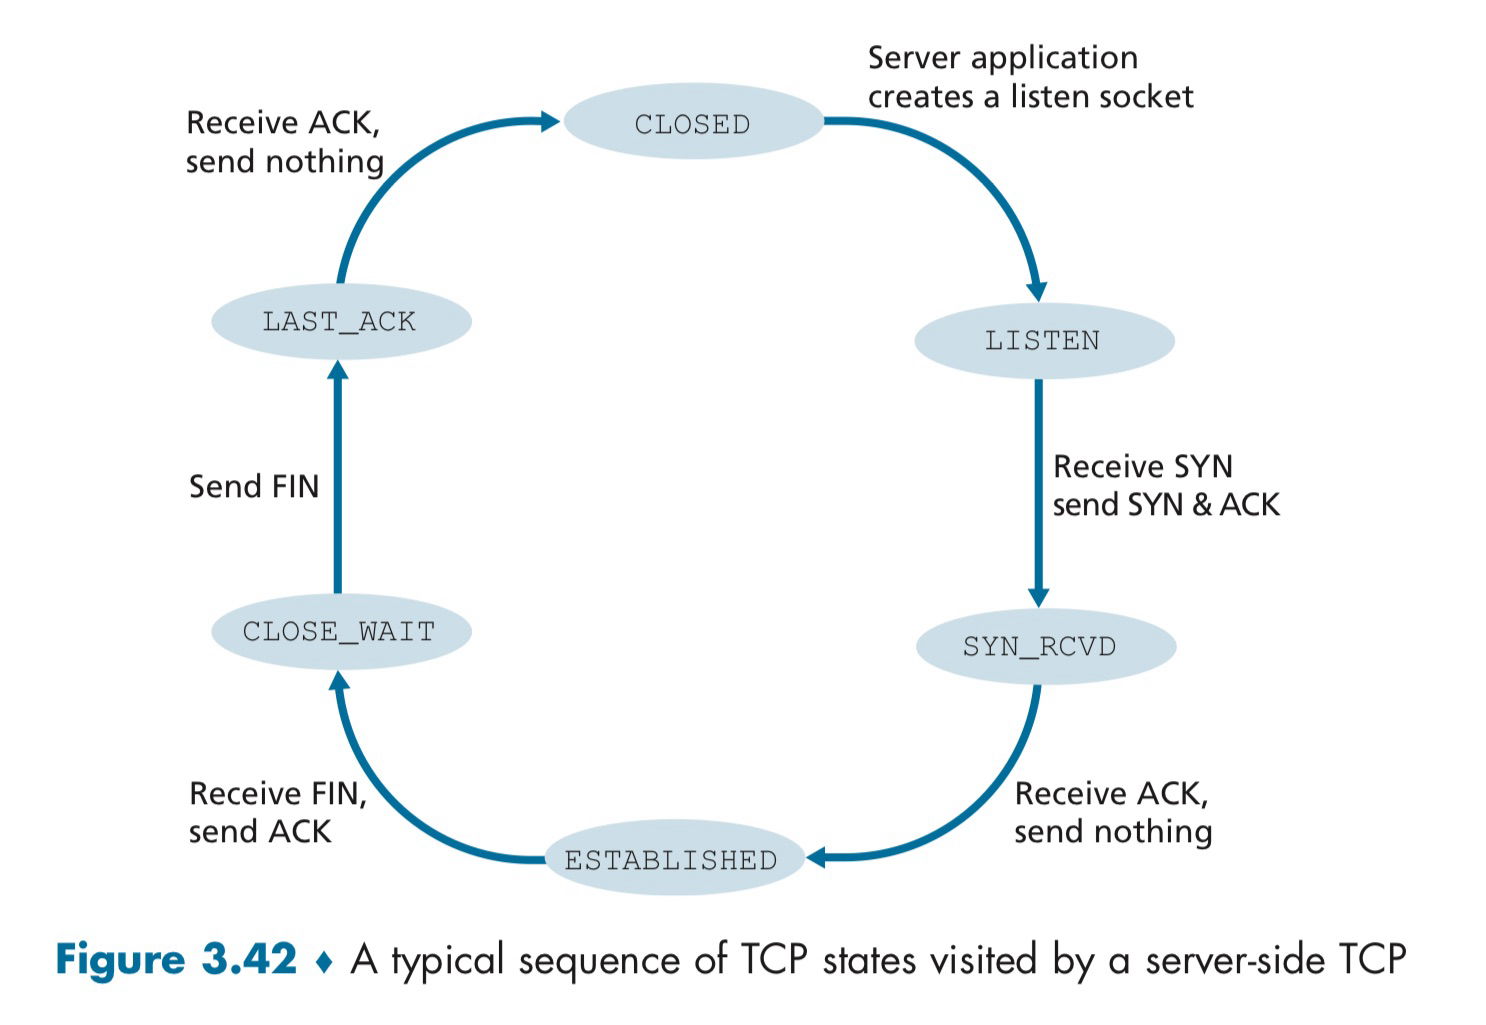 Server application
creates a listen socket
Receive ACK,
send nothing
CLOSED
LAST_ACK
LISTEN
Send FIN
Receive SYN
send SYN & ACK
CLOSE_WAIT
SYN_RCVD
Receive FIN,
send ACK
Receive ACK,
send nothing
ESTABLISHED
Figure 3.42 ♦ A typical sequence of TCP states visited by a server-side TCP